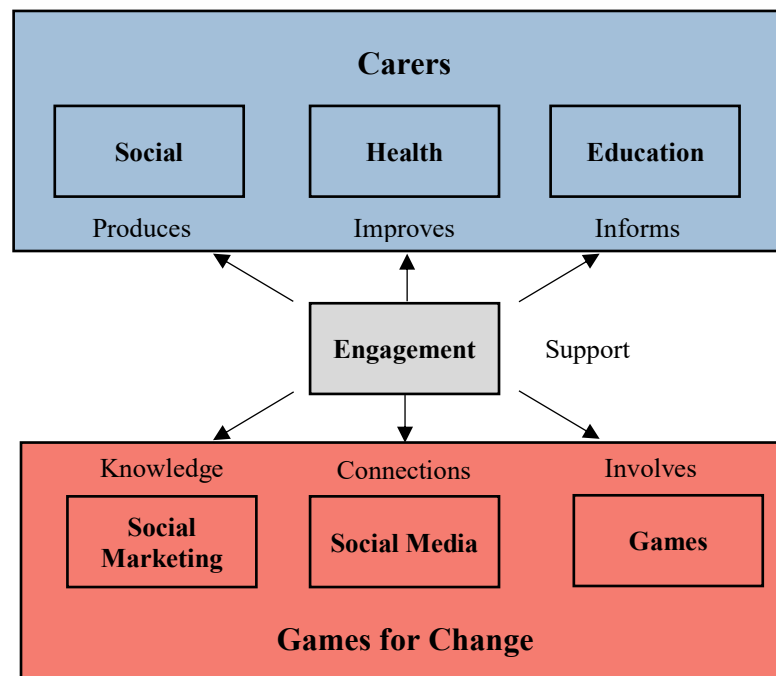 Carers
Social
Health
Education
Produces
Improves
Informs
Engagement
Support
Knowledge
Connections
Involves
Social
Marketing
Social Media
Games
Games for Change